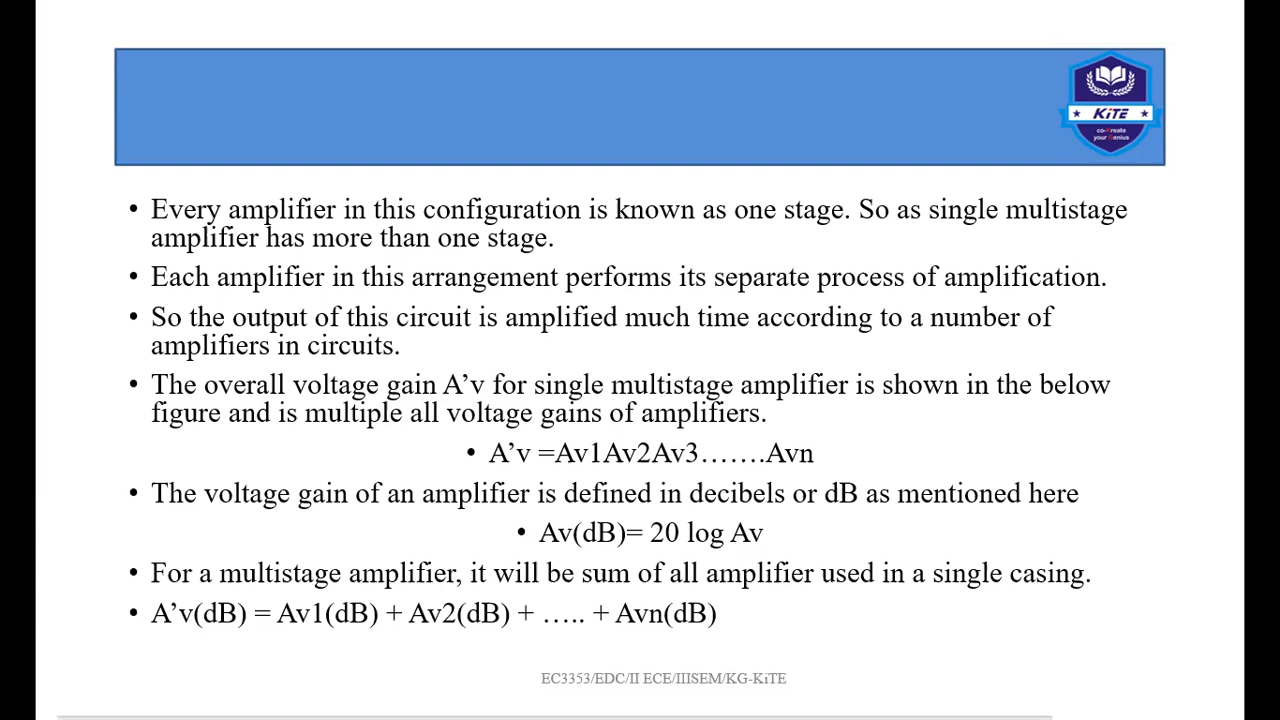 KiTE
co-Kreate
your Genius
• Every amplifier in this configuration is known as one stage. So as single multistage
amplifier has more than one stage.
• Each amplifier in this arrangement performs its separate process of amplification.
• So the output of this circuit is amplified much time according to a number of
amplifiers in circuits.
• The overall voltage gain A’v for single multistage amplifier is shown in the below
figure and is multiple all voltage gains of amplifiers.
• A’v =Av1Av2Av3…….Avn
• The voltage gain of an amplifier is defined in decibels or dB as mentioned here
• Av(dB)= 20 log Av
• For a multistage amplifier, it will be sum of all amplifier used in a single casing.
• A’v(dB) = Av1(dB) + Av2(dB) + ….. + Avn(dB)
EC3353/EDC/II ECE/IIISEM/KG-KiTE